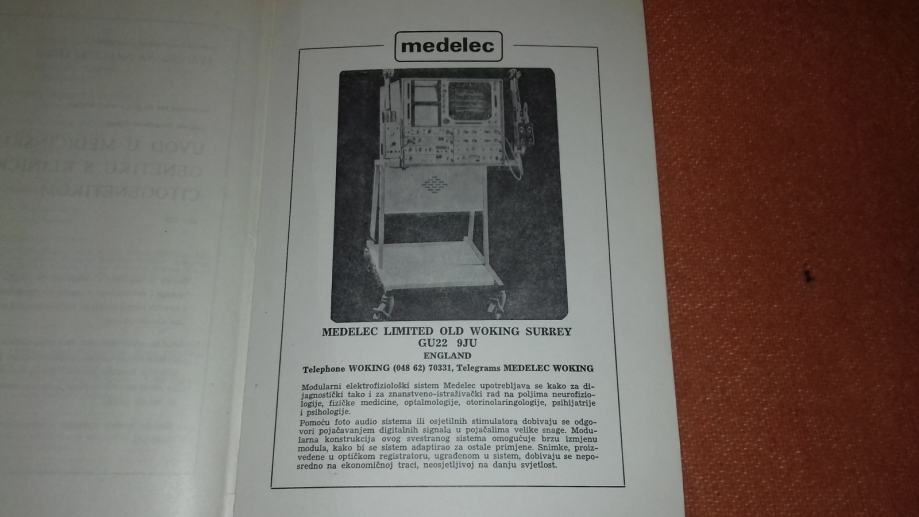 medelec
MEDELEC LIMITED OLD WOKING SURREY
GU22 9JU
ENGLAND
Telephone WOKING (048 62) 70331, Telegrams MEDELEC WOKING
Modularni elektrofiziološki sistem Medelec upotrebljava se kako za di-
jagnostički tako i za znanstveno-istraživački rad na poljima neurofizio-
logije, fizičke medicine, optalmologije, otorinolaringologije, psihijatrije
i psihologije.
Pomoću foto audio sistema ili osjetilnih stimulatora dobivaju se odgo-
vori pojačavanjem digitalnih signala u pojačalima velike snage. Modu-
larna konstrukcija ovog svestranog sistema omogućuje brzu izmjenu
modula, kako bi se sistem adaptirao za ostale primjene. Snimke, proiz-
vedene u optičkom registratoru, ugrađenom u sistem, dobivaju se nepo-
sredno na ekonomičnoj traci, neosjetljivoj na danju svjetlost.
UVOD U MEDICINSKU
GENETIKU S KLINIČKOM
CITOGENETIKOM